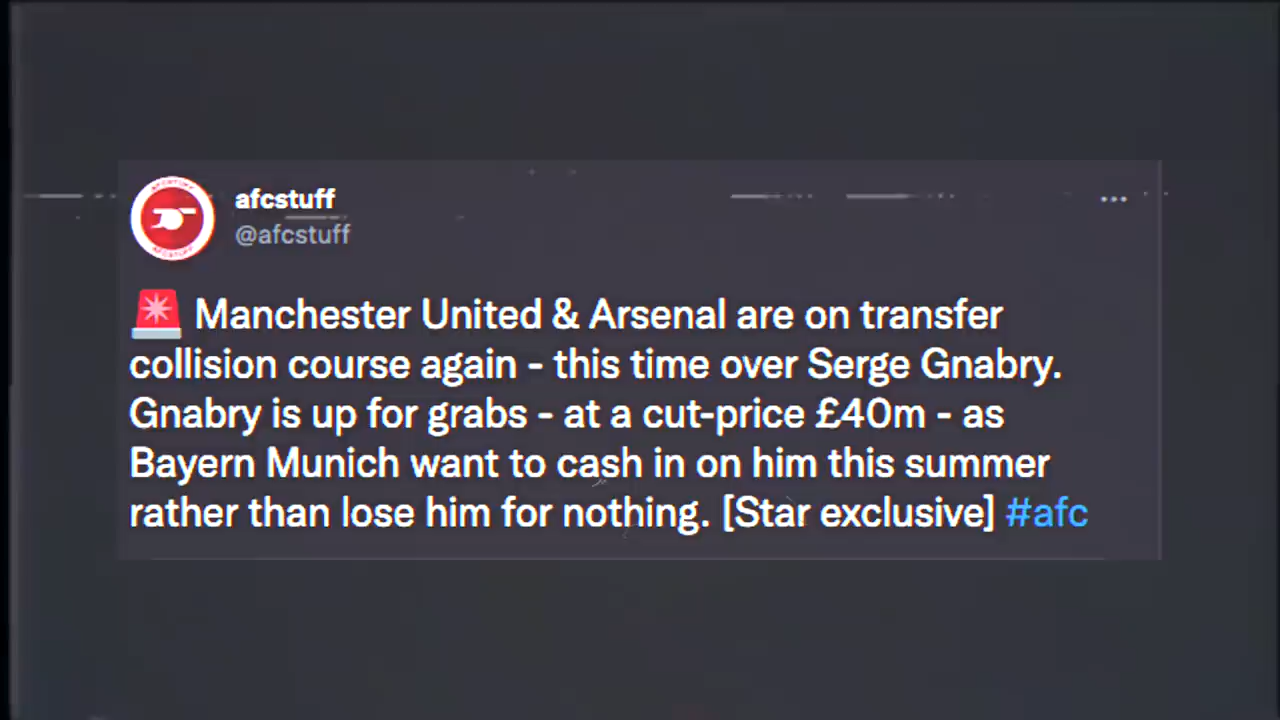 afcstuff
@afcstuff
🚨 Manchester United & Arsenal are on transfer
collision course again - this time over Serge Gnabry.
Gnabry is up for grabs - at a cut-price £40m - as
Bayern Munich want to cash in on him this summer
rather than lose him for nothing. [Star exclusive] #afc